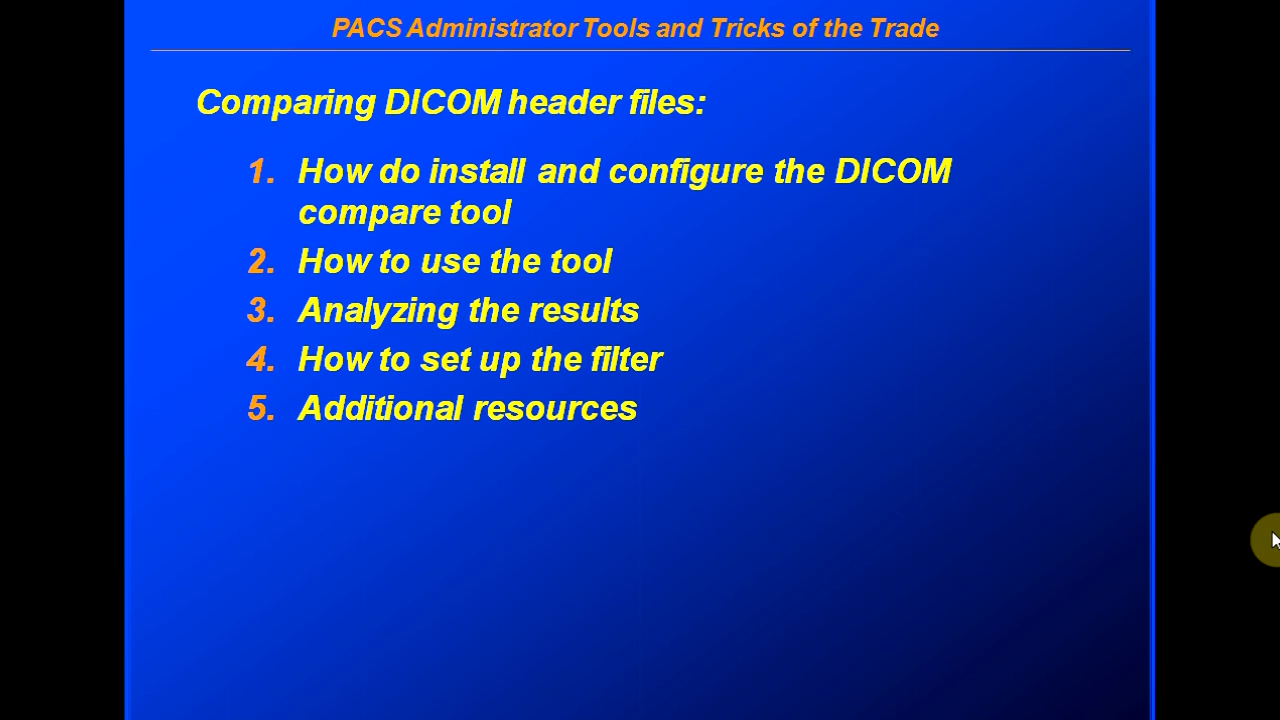 PACS Administrator Tools and Tricks of the Trade
Comparing DICOM header files:
1. How do install and configure the DICOM
compare tool
2. How to use the tool
3. Analyzing the results
4. How to set up the filter
5. Additional resources